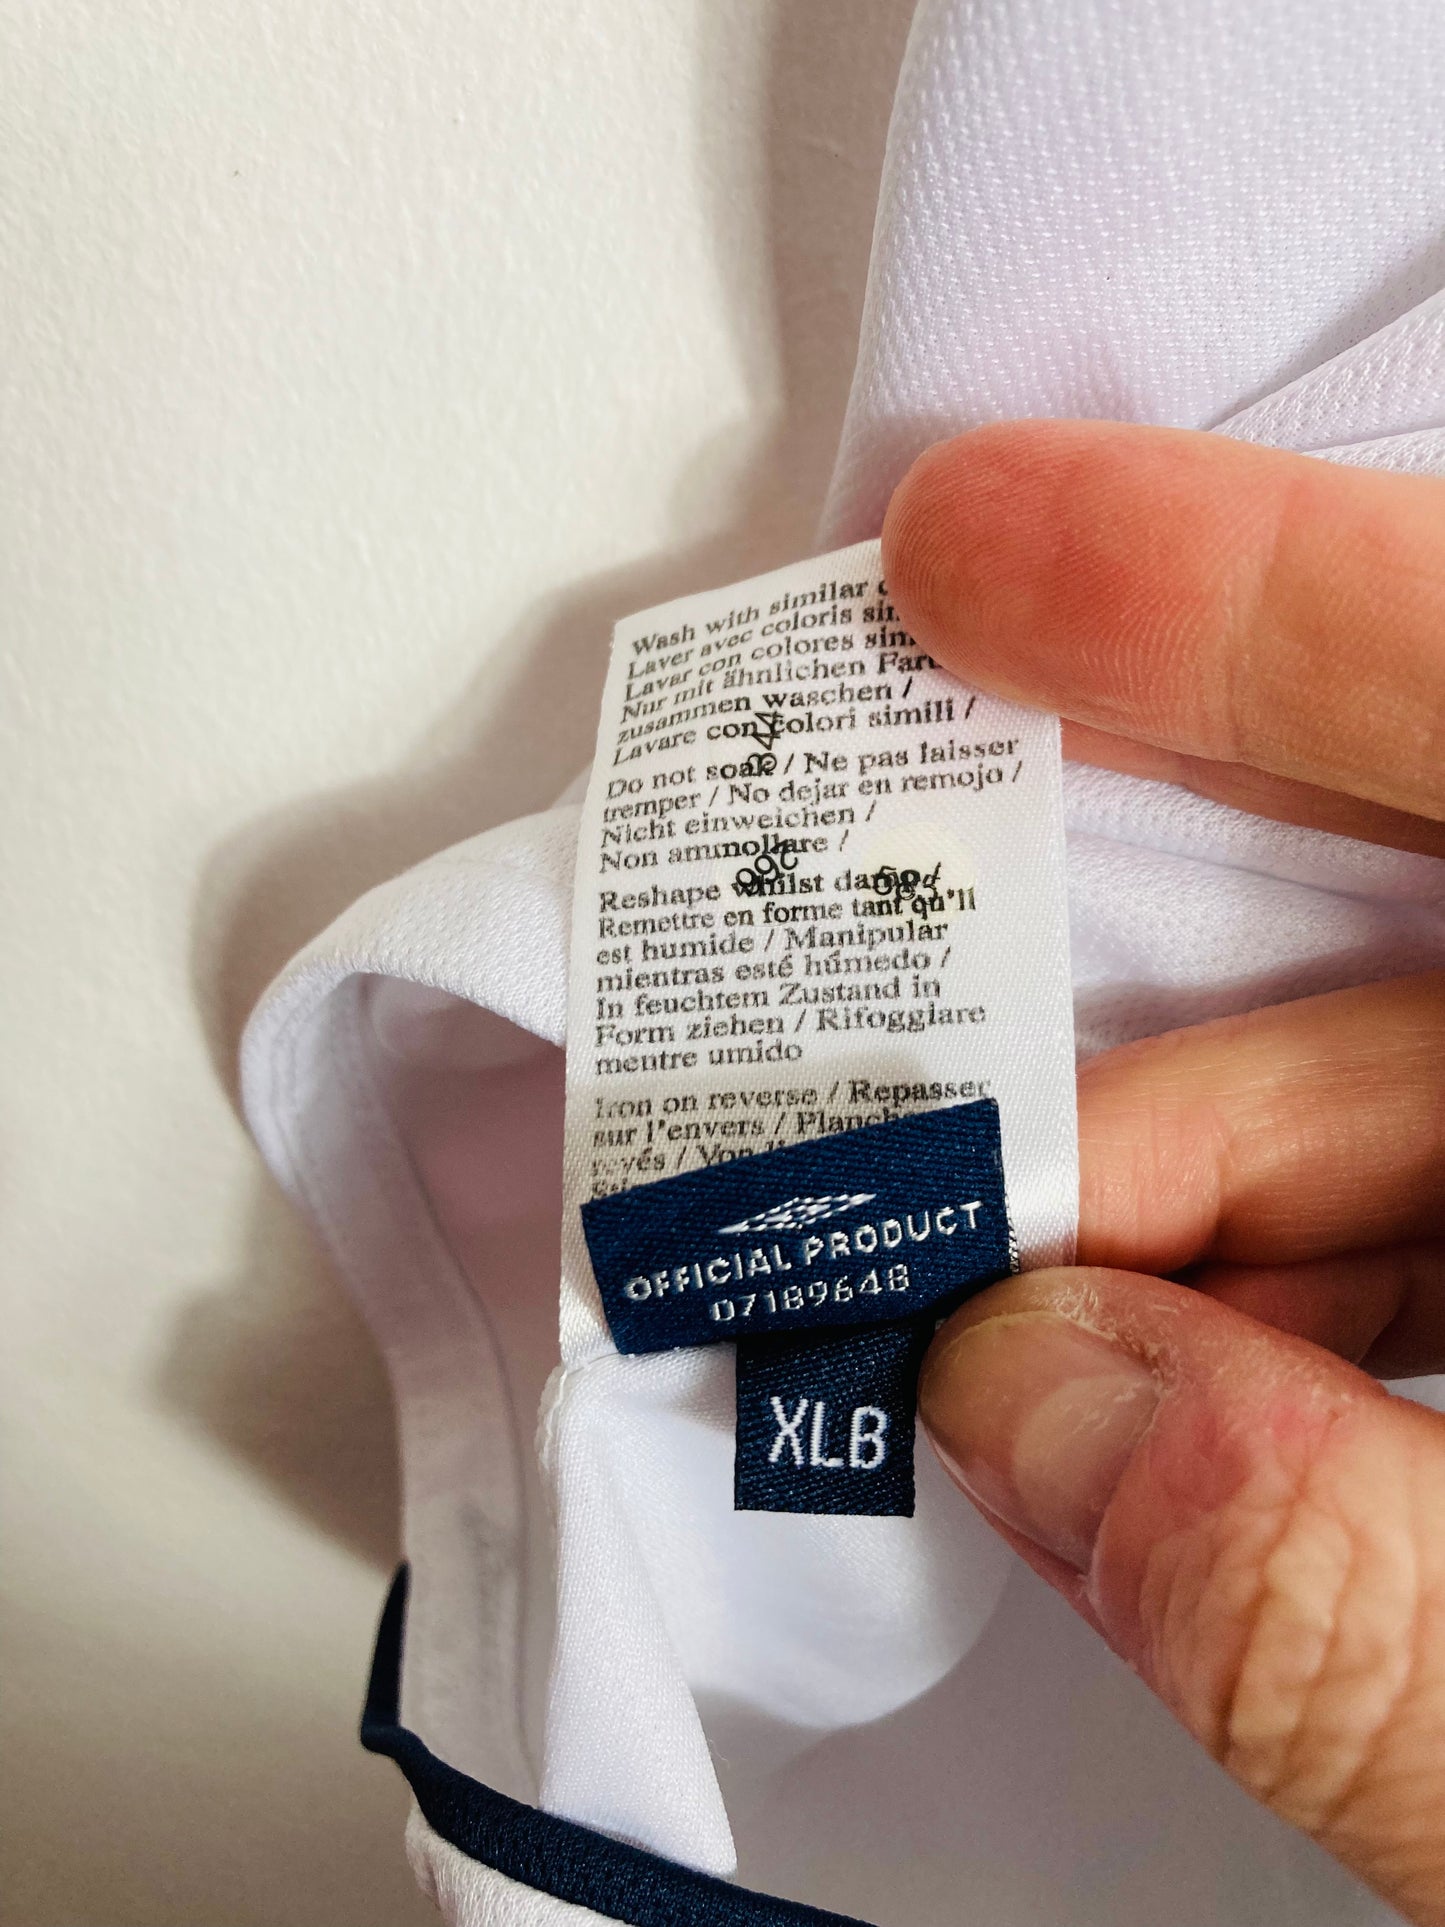 Wash with similar
Laver avec coloris
Lavar con colores
Nur mit ähnlichen
zusammen waschen /
Lavare con colori simili /
Do not soak / Ne pas laisser
tremper / No dejar en remojo /
Nicht einweichen /
Non ammollare /
Reshape whilst damp /
Remettre en forme tant qu'il
est humide / Manipular
mientras esté húmedo /
In feuchtem Zustand in
Form ziehen / Rifoggiare
mentre umido
Iron on reverse / Repasser
sur l'envers /
OFFICIAL PRODUCT
07189648
XLB